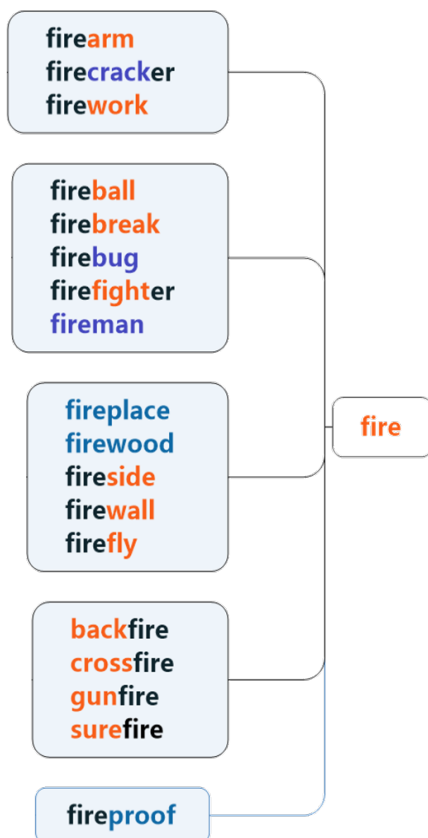 firearm
firecracker
firework
fireball
firebreak
firebug
firefighter
fireman
fireplace
firewood
fireside
firewall
firefly
fire
backfire
crossfire
gunfire
surefire
fireproof